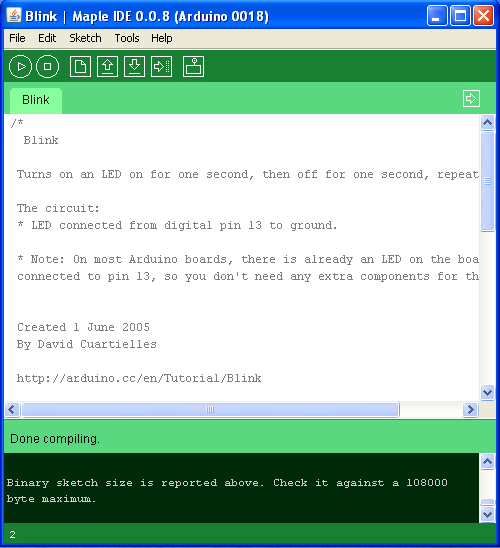 Blink | Maple IDE 0.0.8 (Arduino 0018)
File Edit Sketch Tools Help
Blink
/*
Blink
Turns on an LED on for one second, then off for one second, repeat
The circuit:
* LED connected from digital pin 13 to ground.
* Note: On most Arduino boards, there is already an LED on the boa
connected to pin 13, so you don't need any extra components for th
Created 1 June 2005
By David Cuartielles
http://arduino.cc/en/Tutorial/Blink
Done compiling.
Binary sketch size is reported above. Check it against a 108000
byte maximum.
2